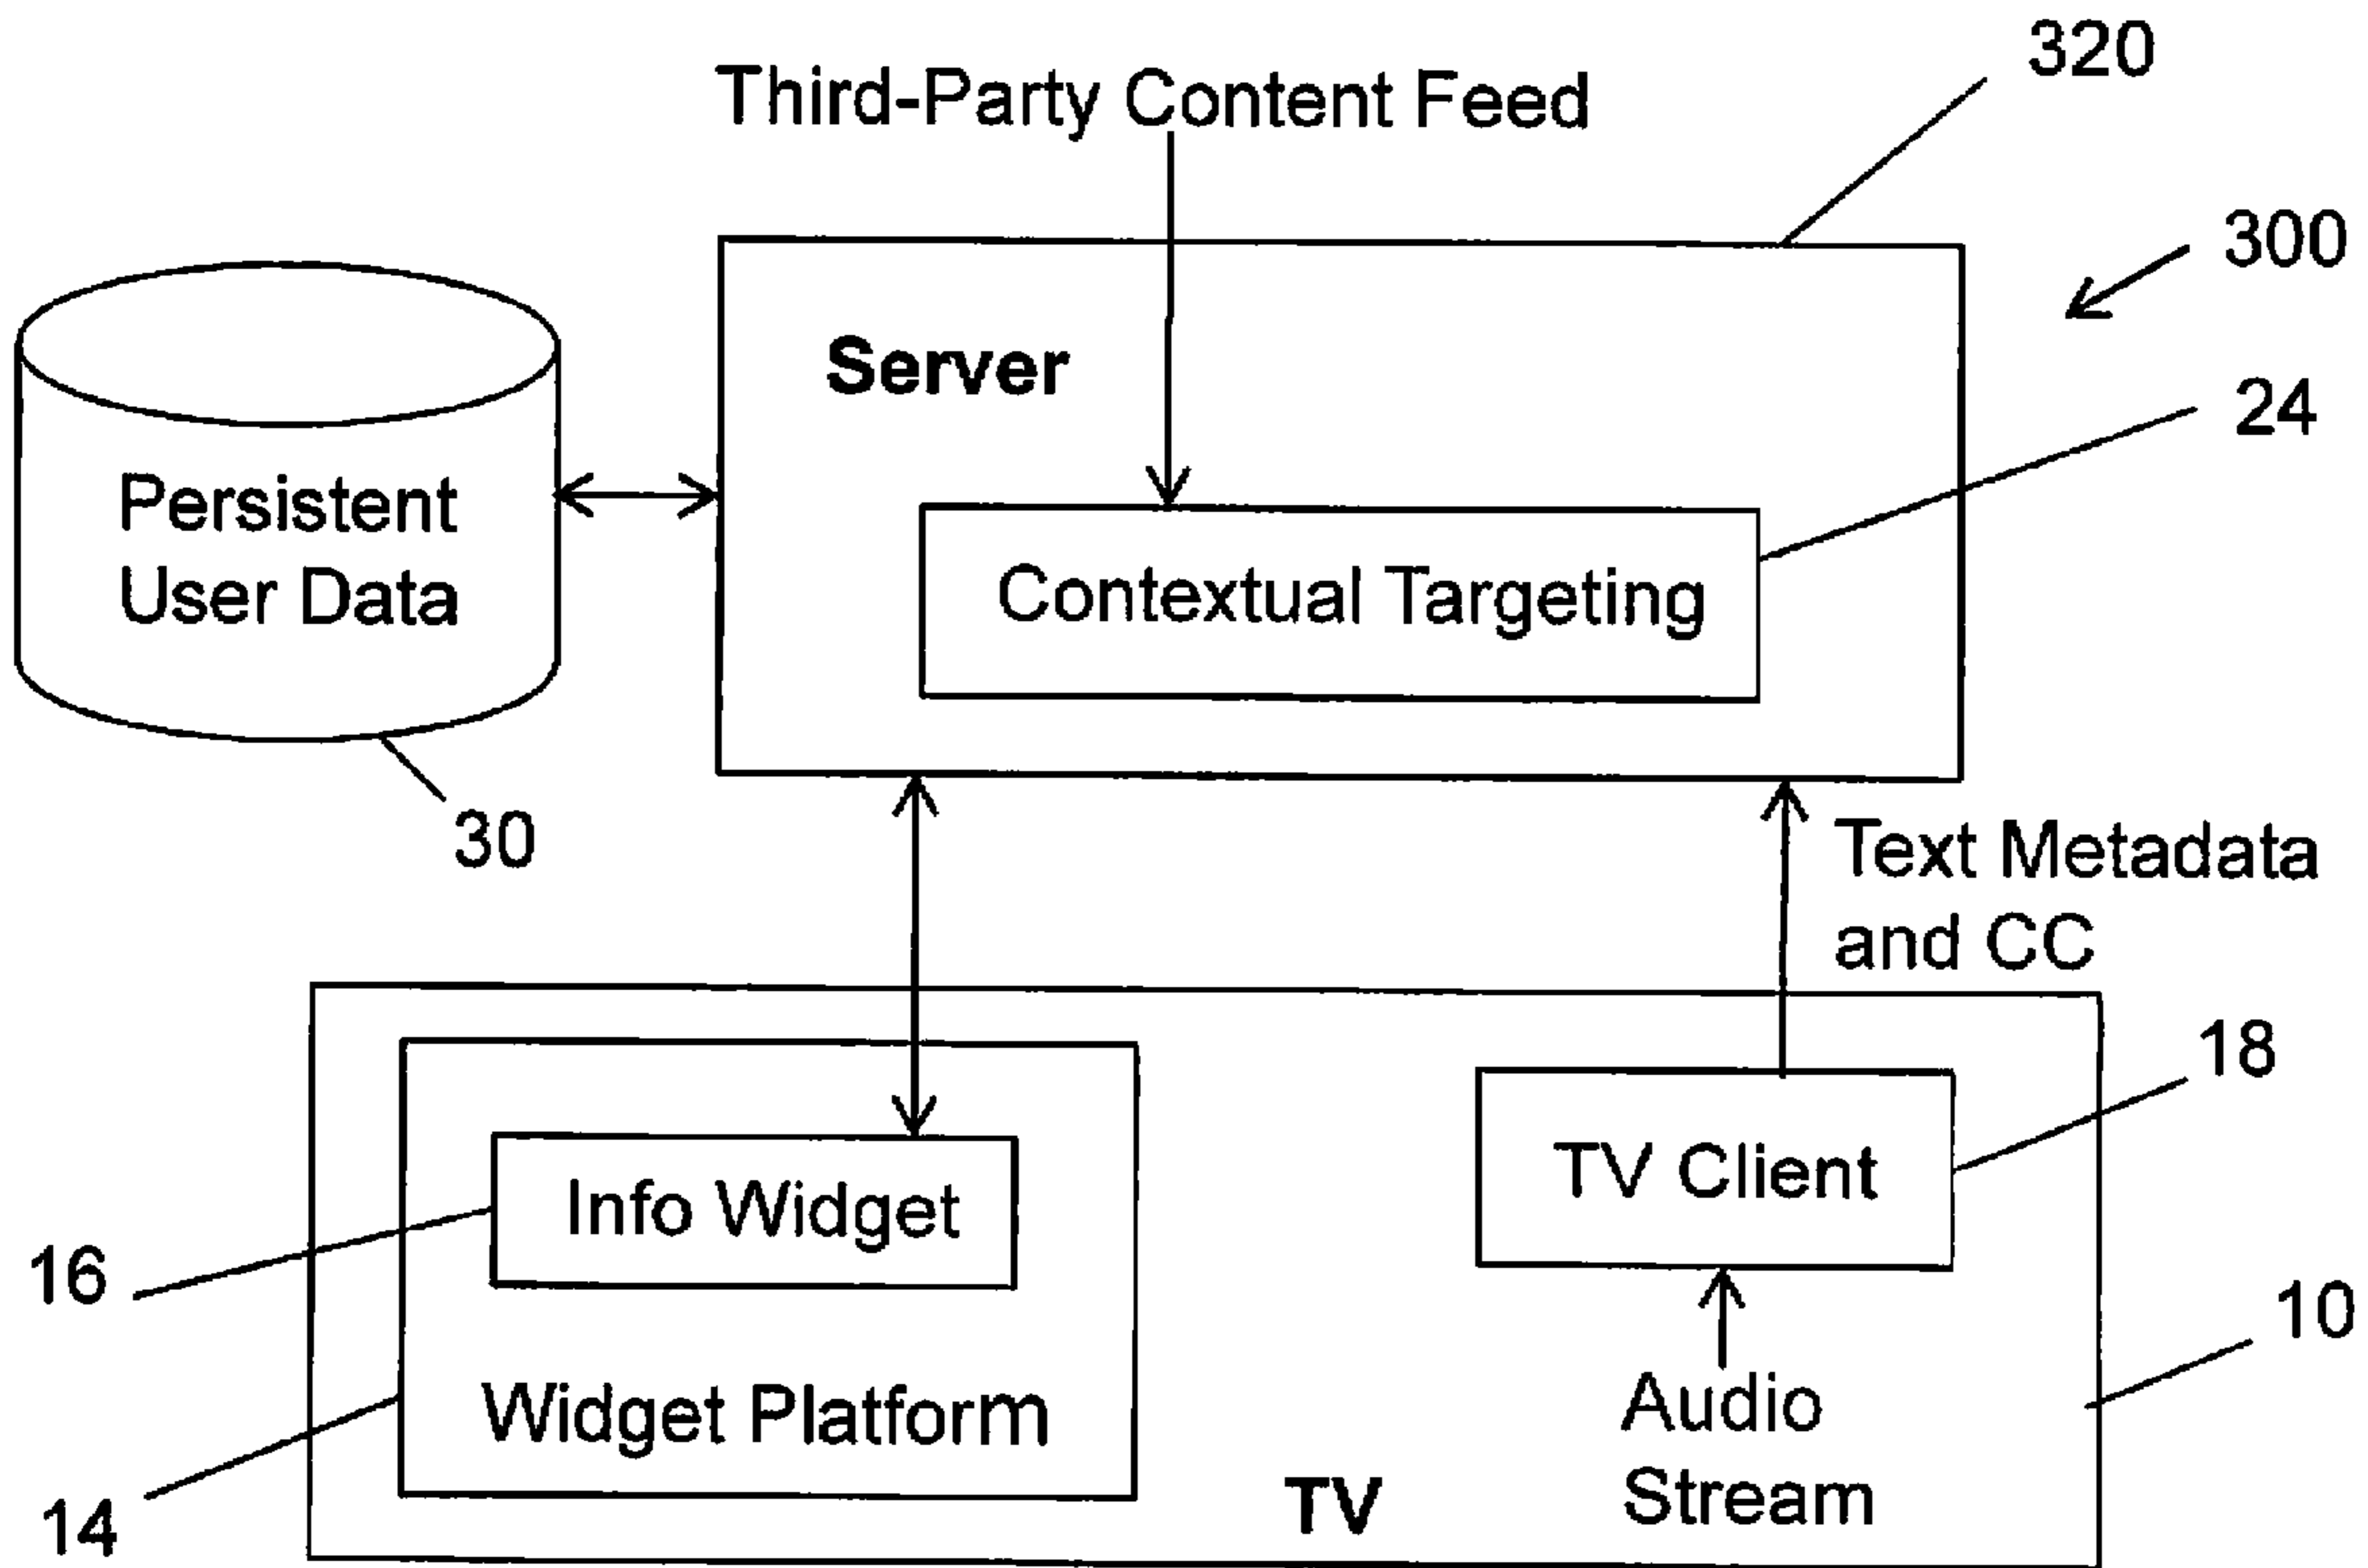 320
Third-Party Content Feed
300
Server
24
Persistent
User Data
Contextual Targeting
30
Text Metadata
and CC
18
TV Client
Info Widget
16
10
Audio
Stream
Widget Platform
TV
14